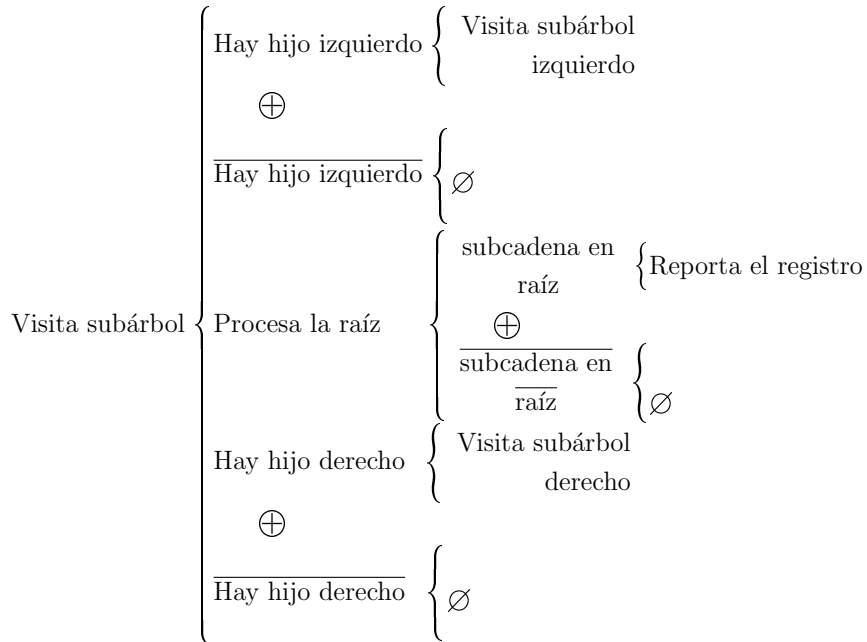 Hay hijo izquierdo { Visita subárbol
izquierdo
⊕
Hay hijo izquierdo { ∅
subcadena en
raíz { Reporta el registro
Visita subárbol { Procesa la raíz { ⊕
subcadena en
raíz { ∅
Hay hijo derecho { Visita subárbol
derecho
⊕
Hay hijo derecho { ∅